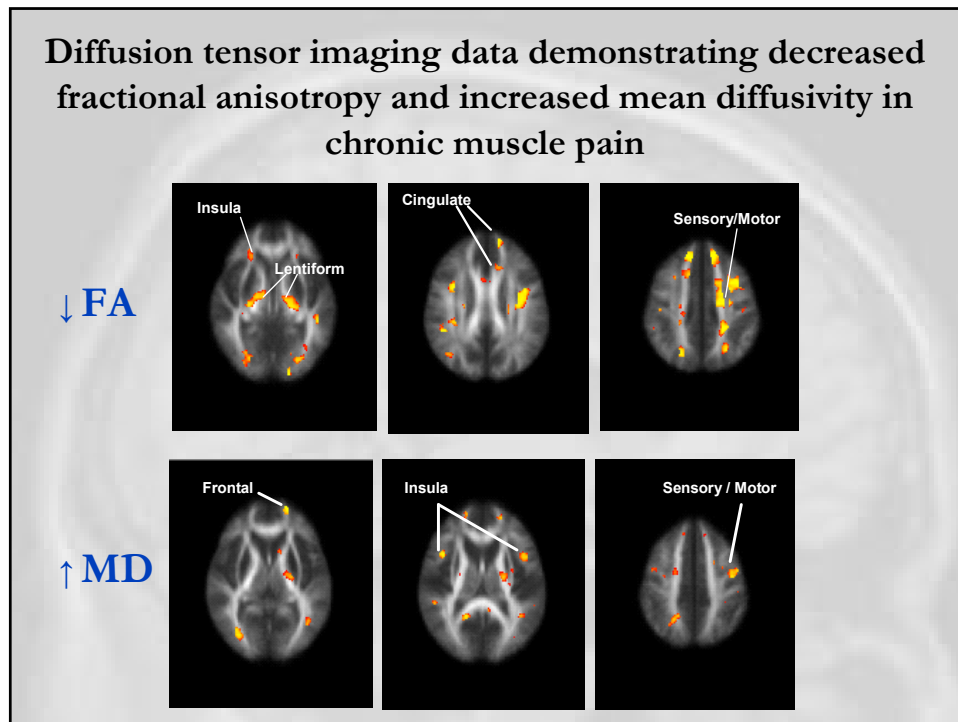 Diffusion tensor imaging data demonstrating decreased
fractional anisotropy and increased mean diffusivity in
chronic muscle pain
↓ FA
Insula
Lentiform
Cingulate
Sensory/Motor
↑ MD
Frontal
Insula
Sensory / Motor